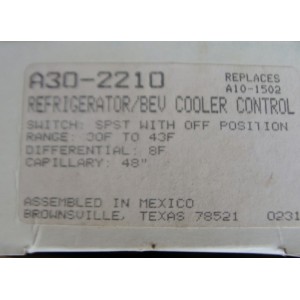 A30-2210
REPLACES
A10-1502
REFRIGERATOR/BEV COOLER CONTROL
SWITCH: SPST WITH OFF POSITION
RANGE: 30F TO 43F
DIFFERENTIAL: 8F
CAPILLARY: 48"
ASSEMBLED IN MEXICO
BROWNSVILLE, TEXAS 78521 0231